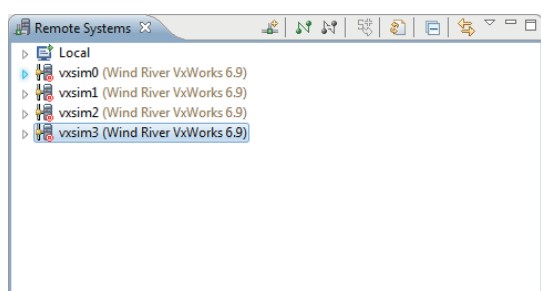 Remote Systems
Local
vxsim0 (Wind River VxWorks 6.9)
vxsim1 (Wind River VxWorks 6.9)
vxsim2 (Wind River VxWorks 6.9)
vxsim3 (Wind River VxWorks 6.9)